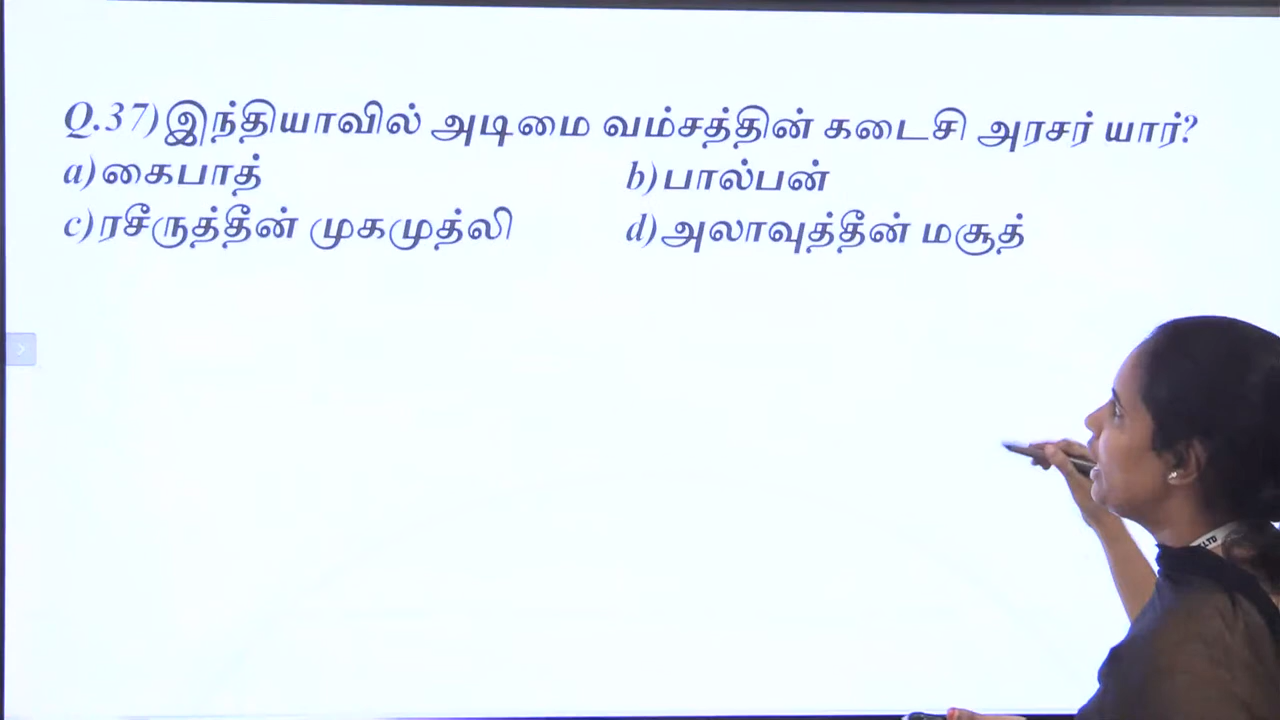 Q.37)இந்தியாவில் அடிமை வம்சத்தின் கடைசி அரசர் யார்?
a)கைபாத் b)பால்பன்
c)ரசீருத்தீன் முகமுத்லி d)அலாவுத்தீன் மசூத்